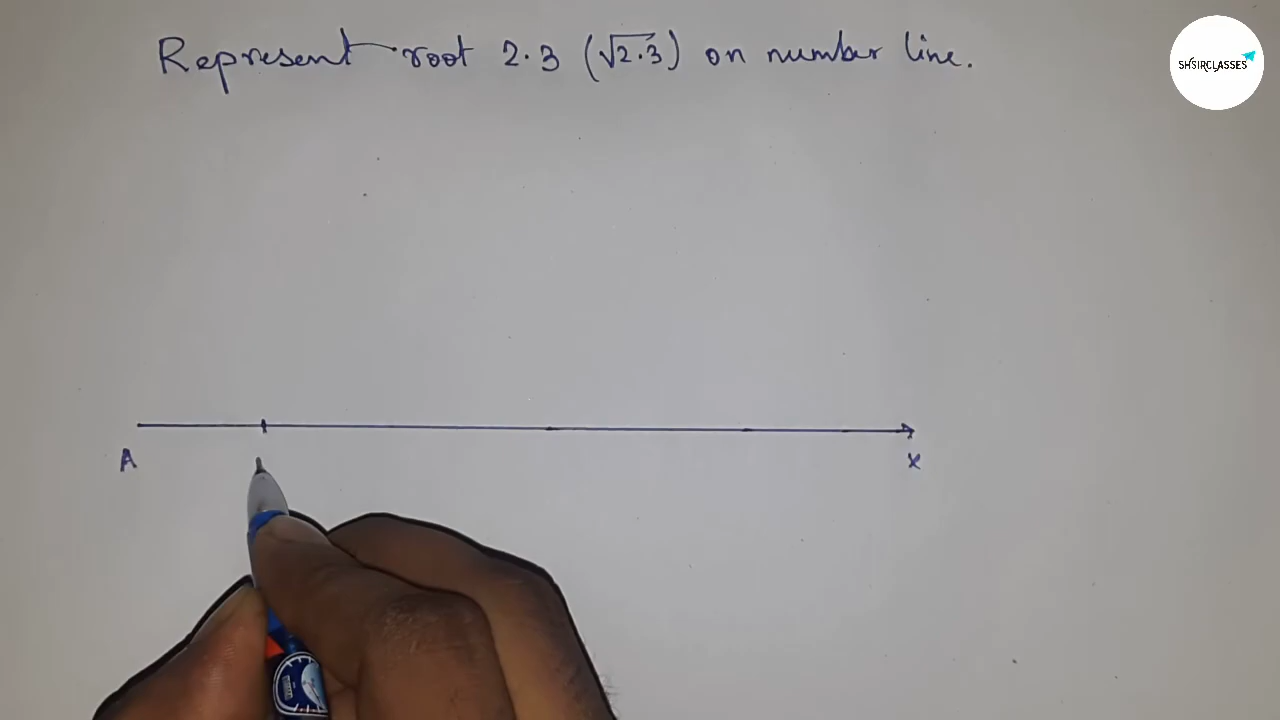 Represent root 2.3 (√2.3) on number line.
SHSIRCLASSES
A
X